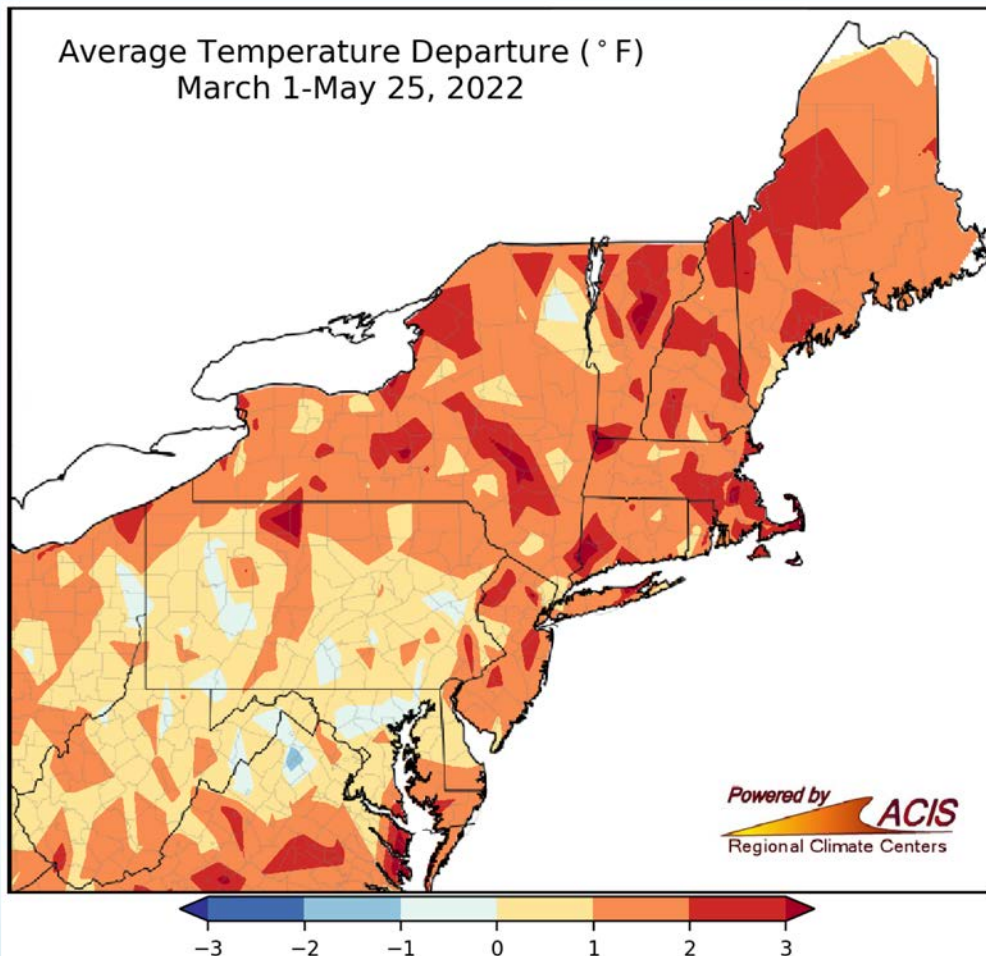 Average Temperature Departure (°F)
March 1-May 25, 2022
Powered by
ACIS
Regional Climate Centers
−3 −2 −1 0 1 2 3